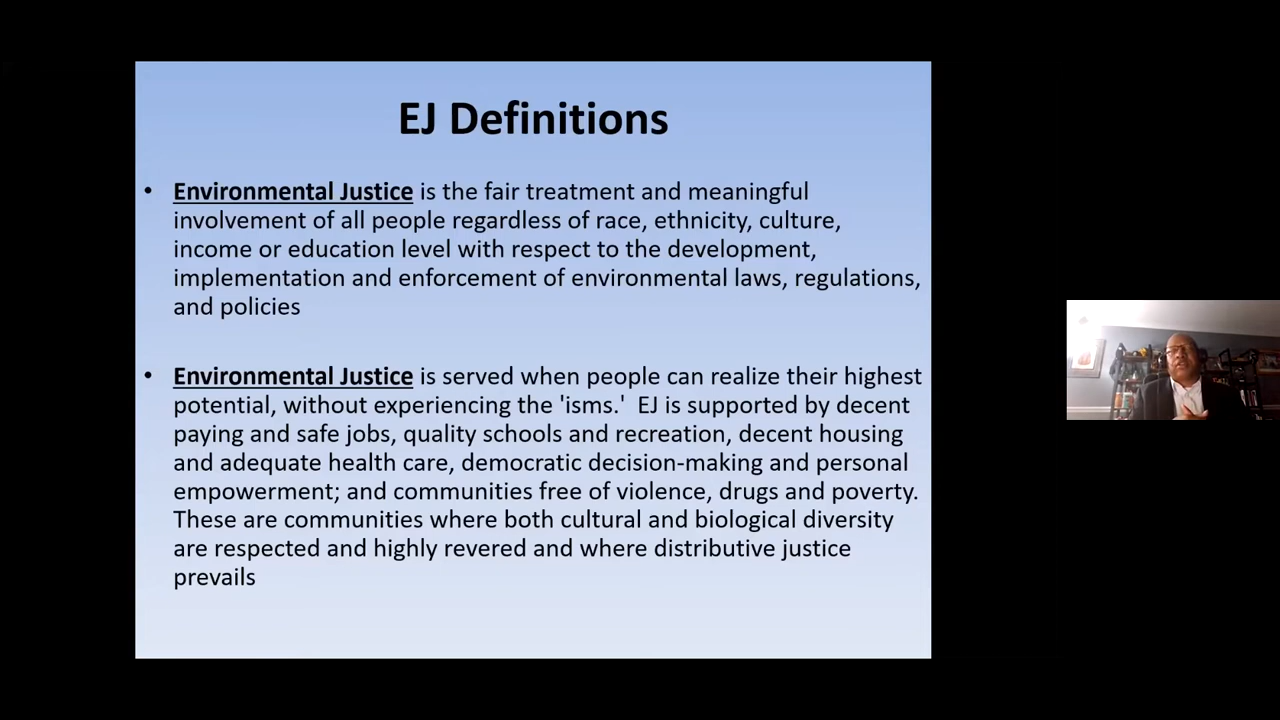 EJ Definitions
• Environmental Justice is the fair treatment and meaningful
involvement of all people regardless of race, ethnicity, culture,
income or education level with respect to the development,
implementation and enforcement of environmental laws, regulations,
and policies
• Environmental Justice is served when people can realize their highest
potential, without experiencing the 'isms.'  EJ is supported by decent
paying and safe jobs, quality schools and recreation, decent housing
and adequate health care, democratic decision-making and personal
empowerment; and communities free of violence, drugs and poverty.
These are communities where both cultural and biological diversity
are respected and highly revered and where distributive justice
prevails